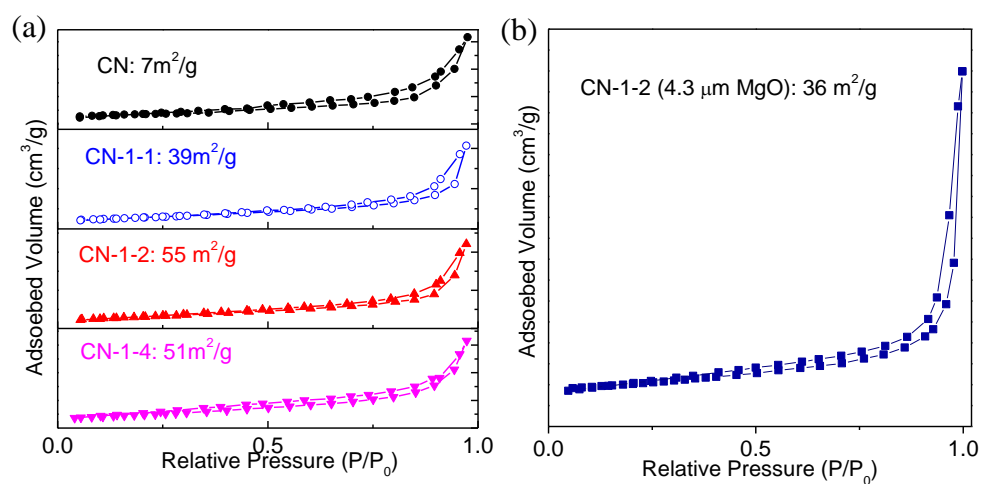 (a)
CN: 7m²/g
CN-1-1: 39m²/g
CN-1-2: 55 m²/g
CN-1-4: 51m²/g
Adsoebed Volume (cm³/g)
0.0 0.5 1.0
Relative Pressure (P/P₀)
(b)
CN-1-2 (4.3 μm MgO): 36 m²/g
Adsoebed Volume (cm³/g)
0.0 0.5 1.0
Relative Pressure (P/P₀)